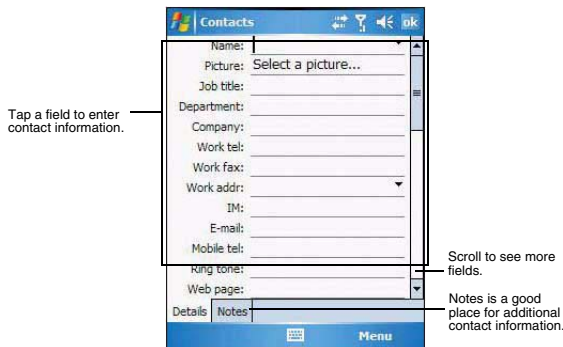 Contacts
ok
Name:
Picture: Select a picture...
Job title:
Department:
Company:
Work tel:
Work fax:
Work addr:
IM:
E-mail:
Mobile tel:
Ring tone:
Web page:
Details Notes
Menu
Tap a field to enter
contact information.
Scroll to see more
fields.
Notes is a good
place for additional
contact information.